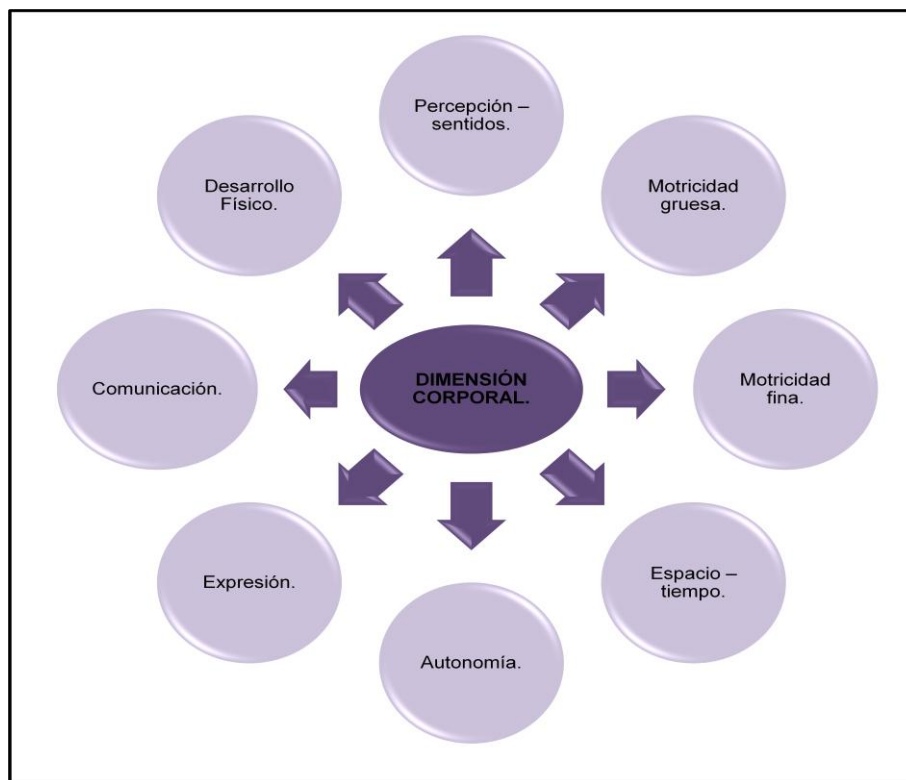 Percepción –
sentidos.
Motricidad
gruesa.
Motricidad
fina.
Espacio –
tiempo.
Autonomía.
Expresión.
Comunicación.
Desarrollo
Físico.
DIMENSIÓN
CORPORAL.